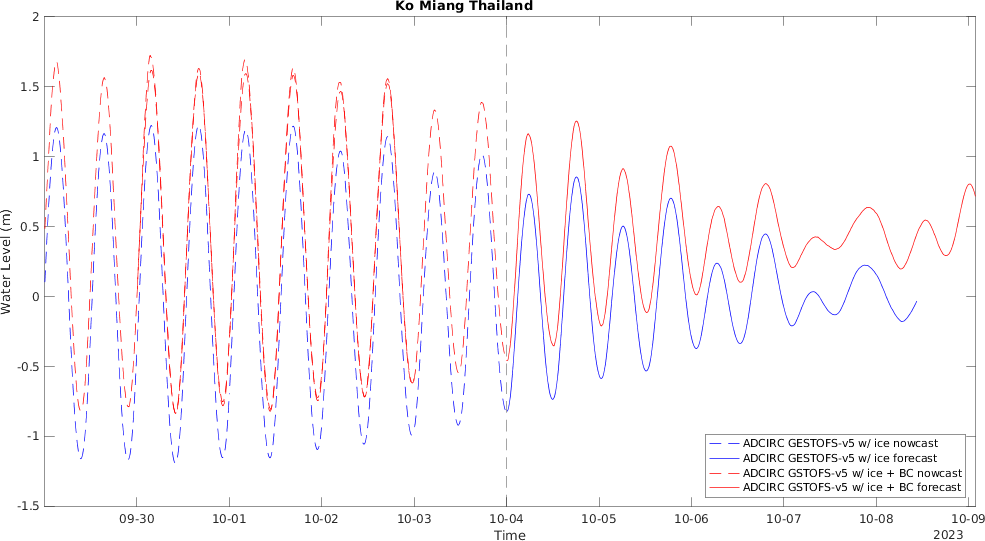 Ko Miang Thailand
2
1.5
1
0.5
0
-0.5
-1
-1.5
Water Level (m)
ADCIRC GESTOFS-v5 w/ ice nowcast
ADCIRC GESTOFS-v5 w/ ice forecast
ADCIRC GSTOFS-v5 w/ ice + BC nowcast
ADCIRC GSTOFS-v5 w/ ice + BC forecast
09-30 10-01 10-02 10-03 10-04 10-05 10-06 10-07 10-08 10-09
Time
2023